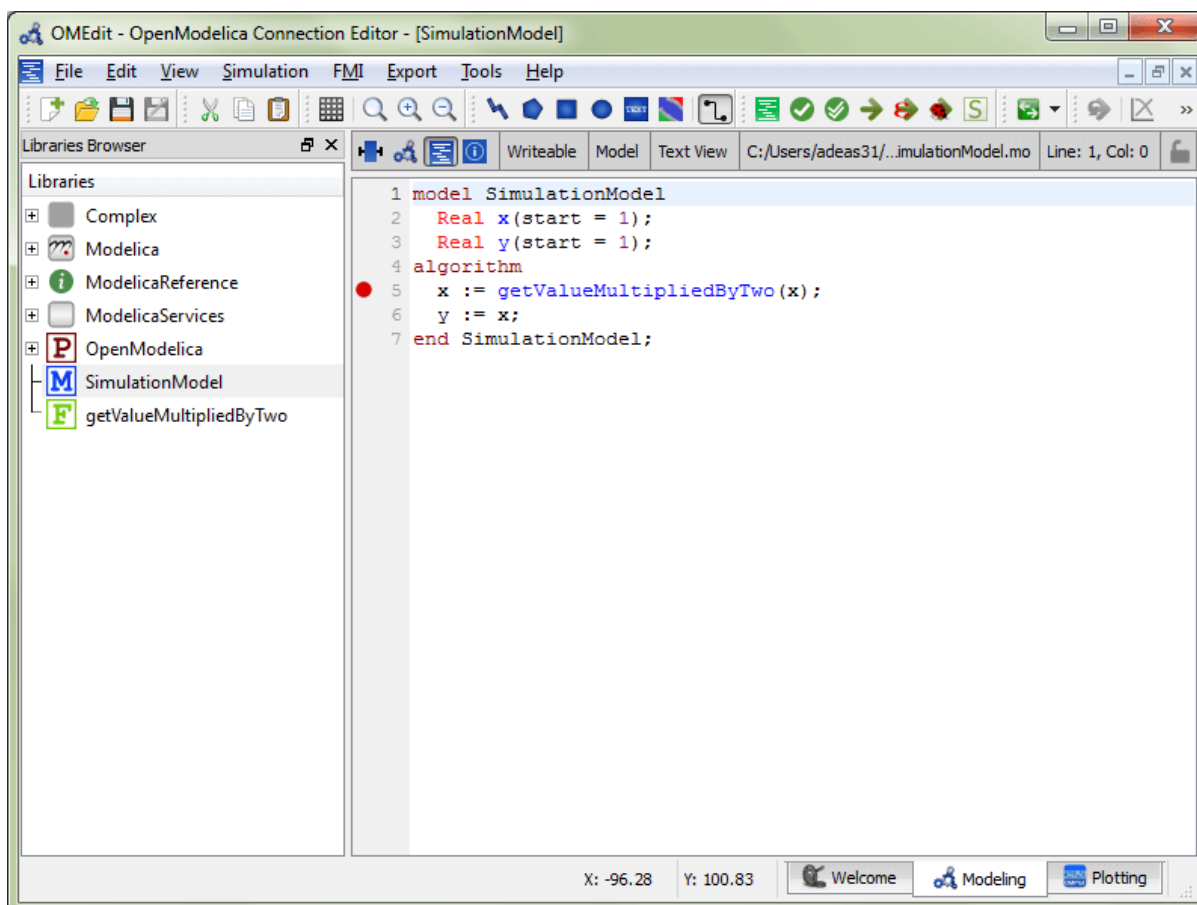 OMEdit - OpenModelica Connection Editor - [SimulationModel]
File Edit View Simulation FMI Export Tools Help
TEXT
S
Libraries Browser
Writeable Model Text View C:/Users/adeas31/...imulationModel.mo Line: 1, Col: 0
Libraries
Complex
Modelica
ModelicaReference
ModelicaServices
P OpenModelica
M SimulationModel
F getValueMultipliedByTwo
1 model SimulationModel
2 Real x(start = 1);
3 Real y(start = 1);
4 algorithm
5 x := getValueMultipliedByTwo(x);
6 y := x;
7 end SimulationModel;
X: -96.28 Y: 100.83 Welcome Modeling Plotting